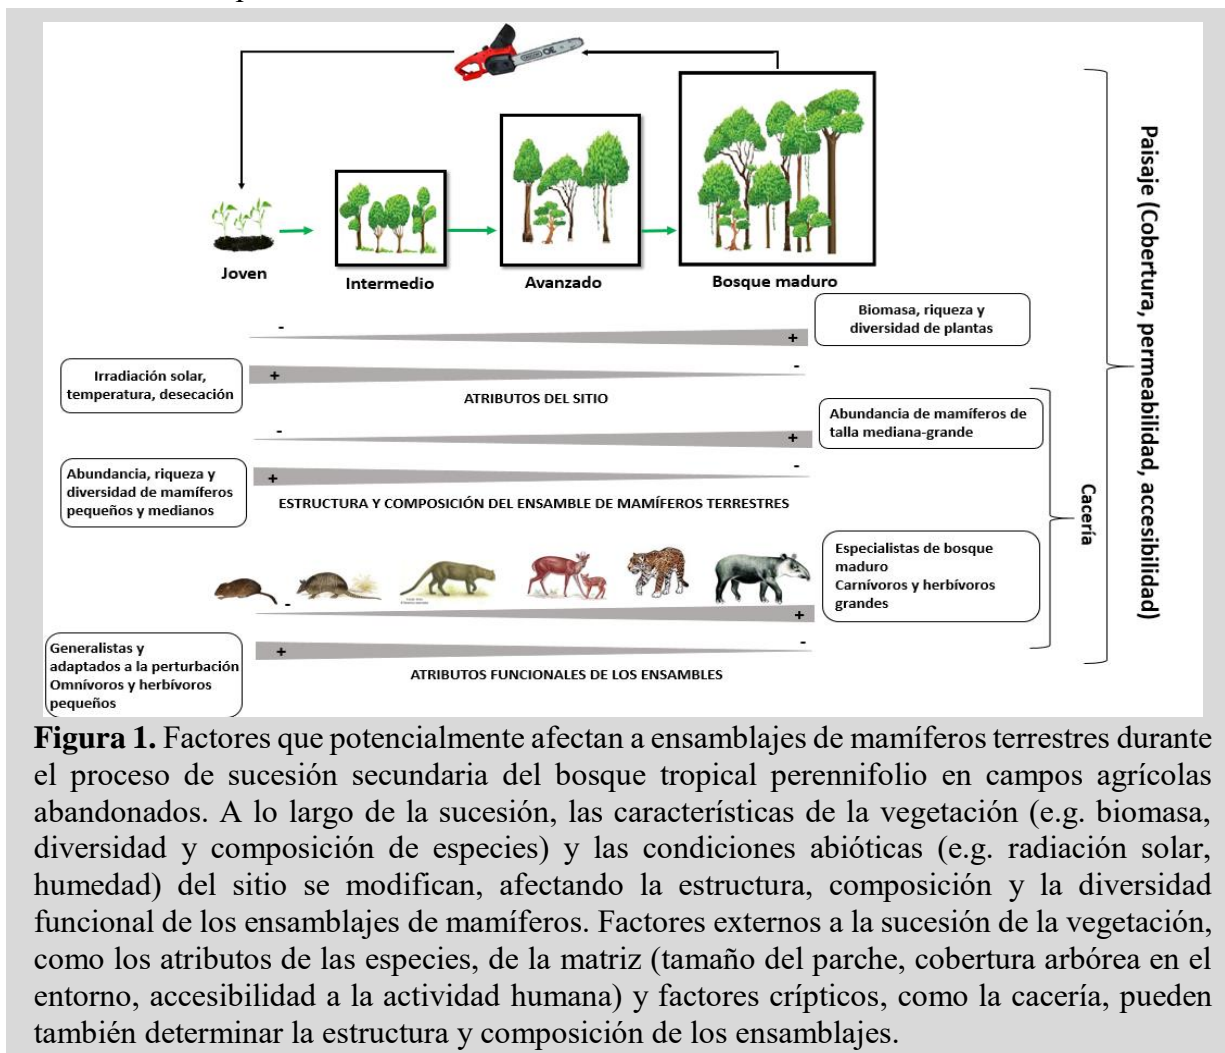 Joven
Intermedio
Avanzado
Bosque maduro
-
+
Biomasa, riqueza y
diversidad de plantas
Irradiación solar,
temperatura, desecación
+
-
ATRIBUTOS DEL SITIO
-
+
Abundancia de mamíferos de
talla mediana-grande
Abundancia, riqueza y
diversidad de mamíferos
pequeños y medianos
+
-
ESTRUCTURA Y COMPOSICIÓN DEL ENSAMBLE DE MAMÍFEROS TERRESTRES
Especialistas de bosque
maduro
Carnívoros y herbívoros
grandes
-
+
Generalistas y
adaptados a la perturbación
Omnívoros y herbívoros
pequeños
+
-
ATRIBUTOS FUNCIONALES DE LOS ENSAMBLES
Cacería
Paisaje (Cobertura, permeabilidad, accesibilidad)
Figura 1. Factores que potencialmente afectan a ensamblajes de mamíferos terrestres durante
el proceso de sucesión secundaria del bosque tropical perennifolio en campos agrícolas
abandonados. A lo largo de la sucesión, las características de la vegetación (e.g. biomasa,
diversidad y composición de especies) y las condiciones abióticas (e.g. radiación solar,
humedad) del sitio se modifican, afectando la estructura, composición y la diversidad
funcional de los ensamblajes de mamíferos. Factores externos a la sucesión de la vegetación,
como los atributos de las especies, de la matriz (tamaño del parche, cobertura arbórea en el
entorno, accesibilidad a la actividad humana) y factores crípticos, como la cacería, pueden
también determinar la estructura y composición de los ensamblajes.